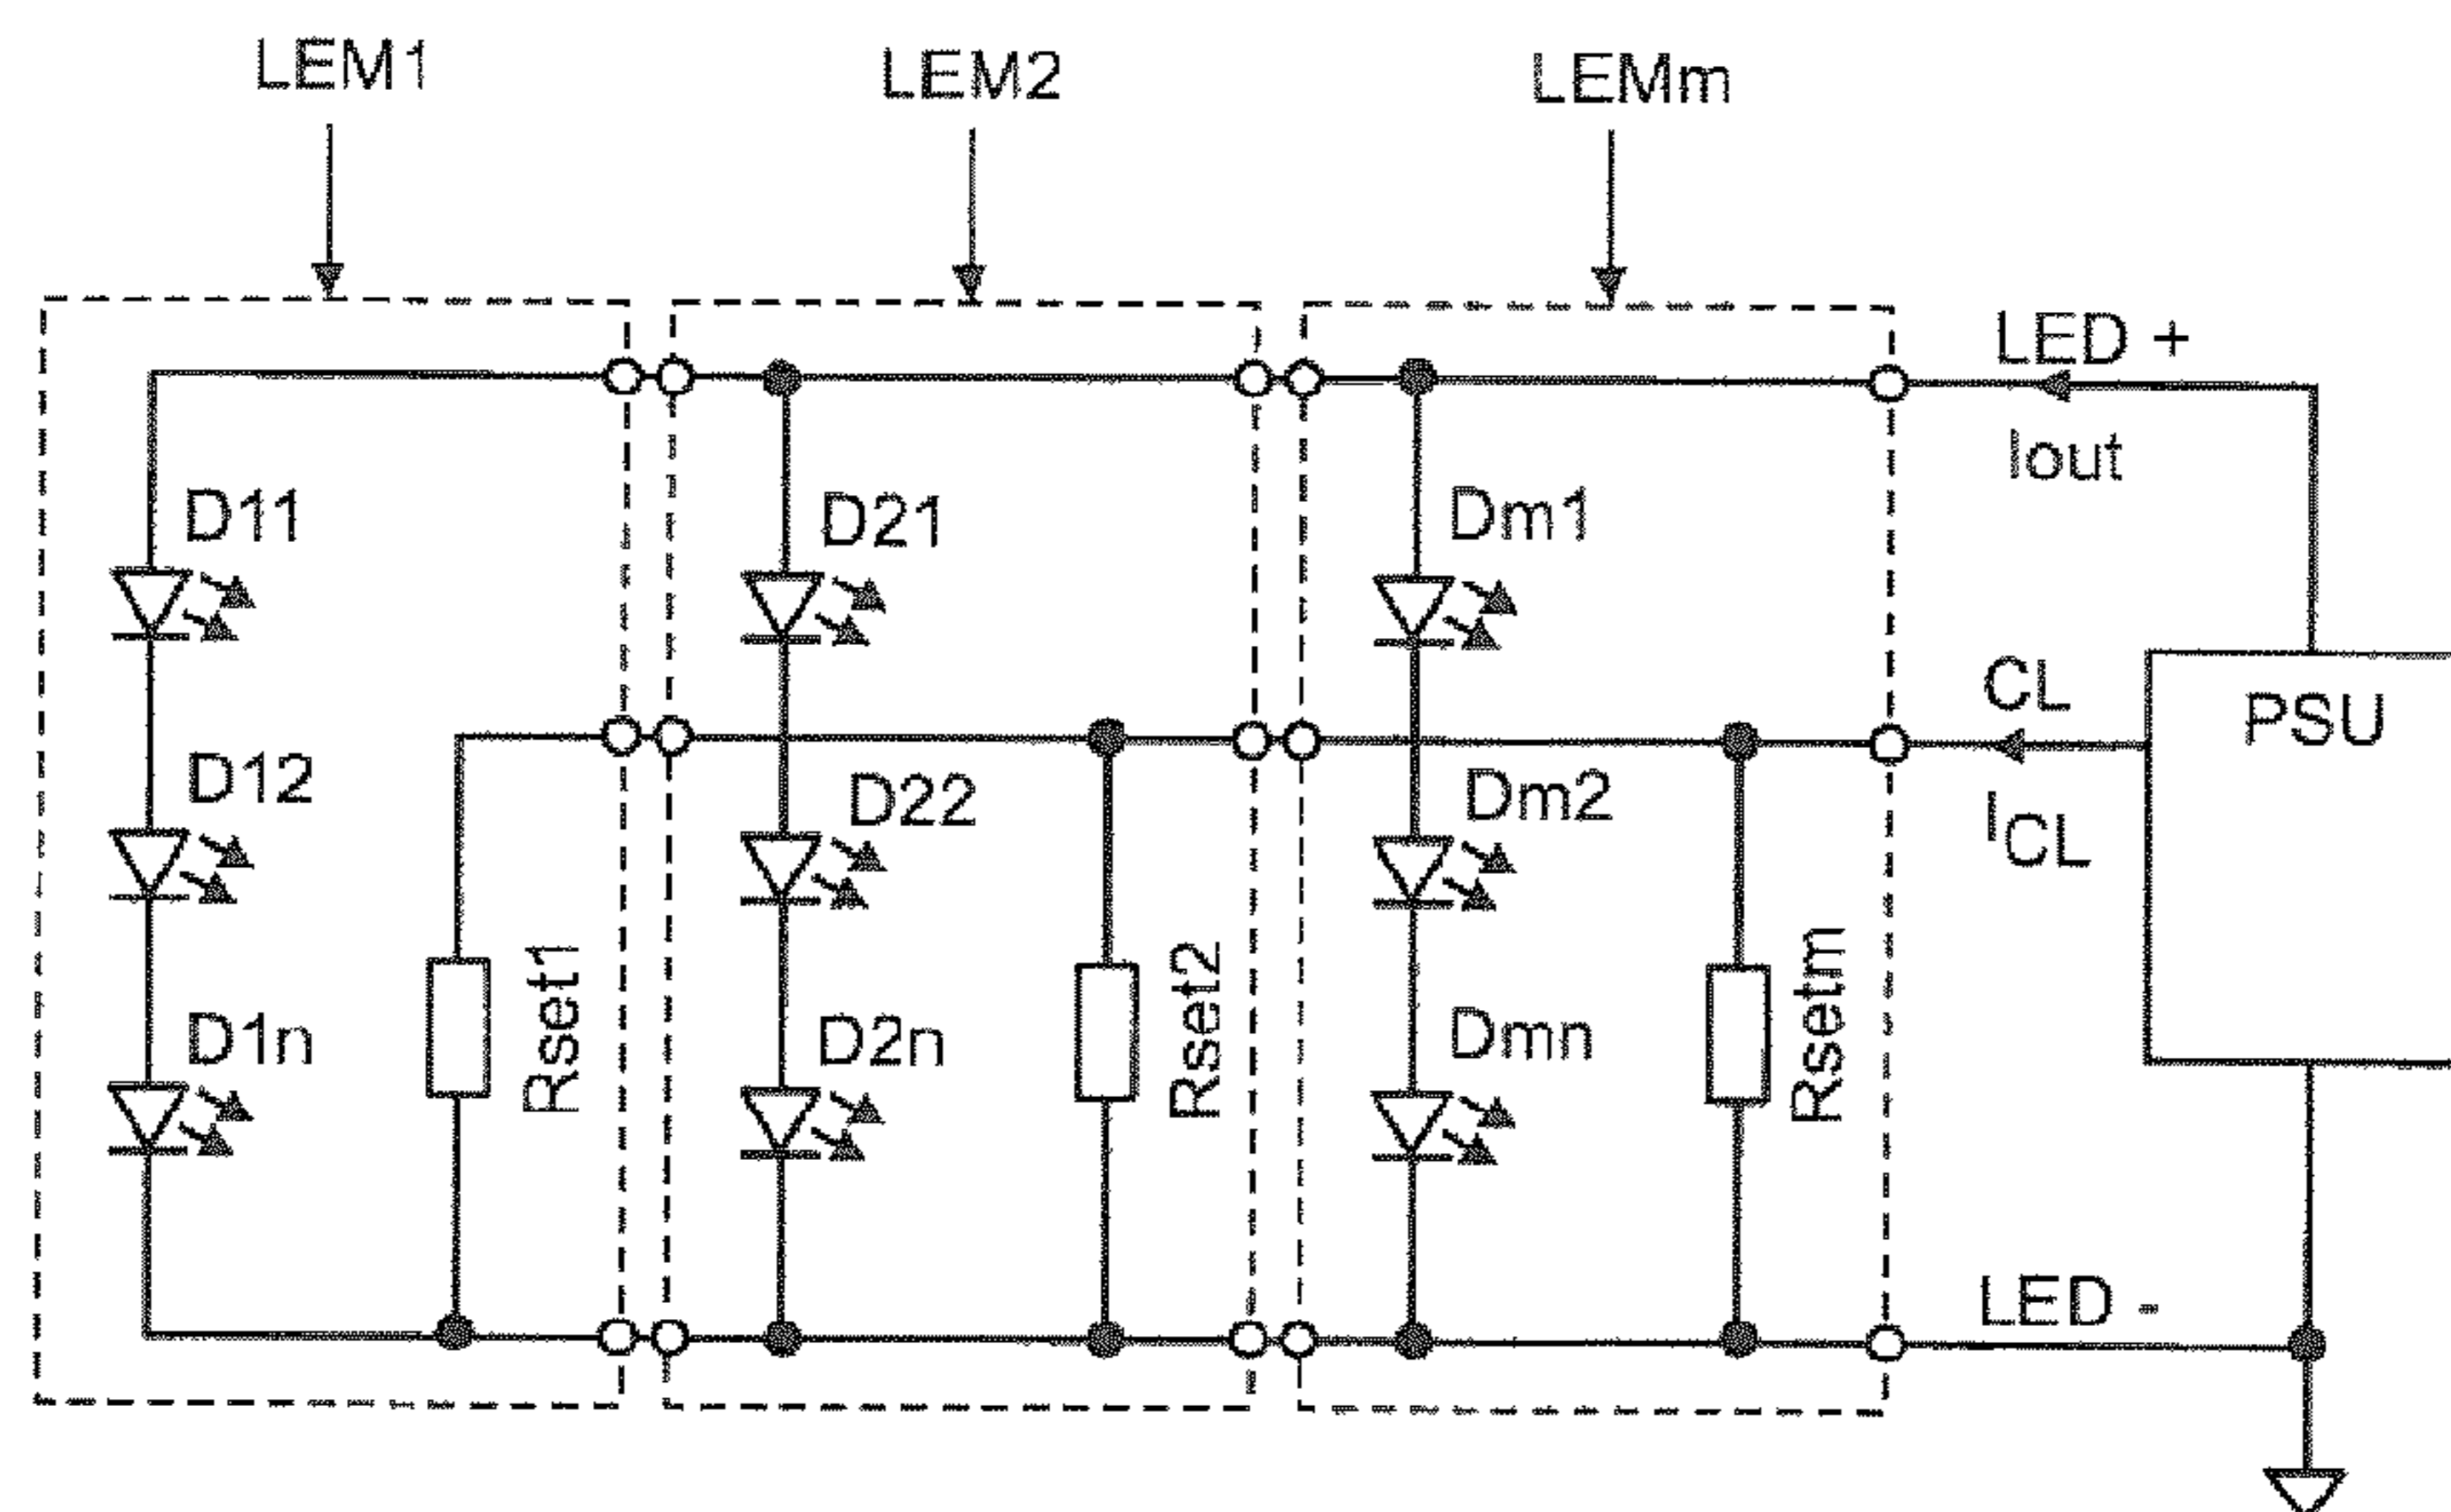 LEM1
LEM2
LEMm
LED +
Iout
D11
D21
Dm1
CL
PSU
D12
D22
Dm2
ICL
Rset1
Rset2
Rsetm
D1n
D2n
Dmn
LED -